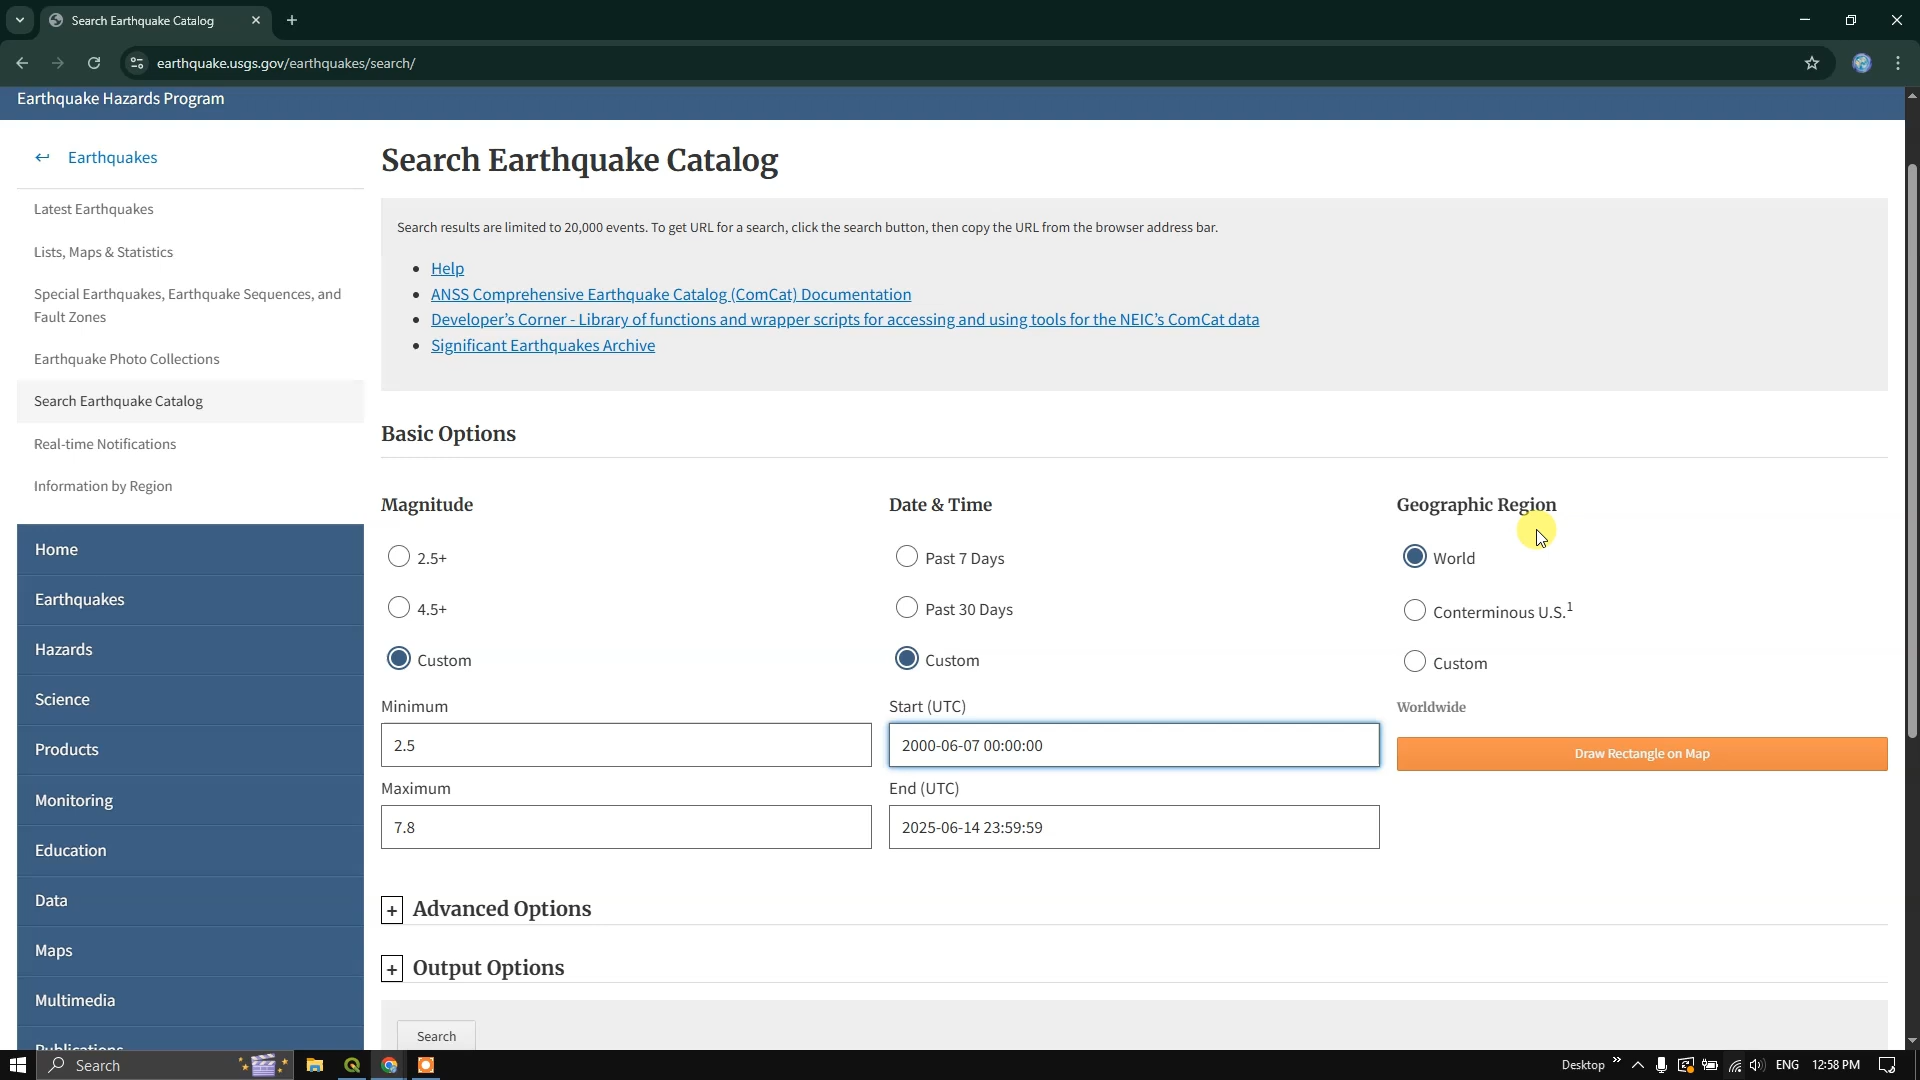 Search Earthquake Catalog
earthquake.usgs.gov/earthquakes/search/
Earthquake Hazards Program
Earthquakes
Latest Earthquakes
Lists, Maps & Statistics
Special Earthquakes, Earthquake Sequences, and
Fault Zones
Earthquake Photo Collections
Search Earthquake Catalog
Real-time Notifications
Information by Region
Home
Earthquakes
Hazards
Science
Products
Monitoring
Education
Data
Maps
Multimedia
Publications
Search Earthquake Catalog
Search results are limited to 20,000 events. To get URL for a search, click the search button, then copy the URL from the browser address bar.
Help
ANSS Comprehensive Earthquake Catalog (ComCat) Documentation
Developer's Corner - Library of functions and wrapper scripts for accessing and using tools for the NEIC's ComCat data
Significant Earthquakes Archive
Basic Options
Magnitude
2.5+
4.5+
Custom
Minimum
2.5
Maximum
7.8
Date & Time
Past 7 Days
Past 30 Days
Custom
Start (UTC)
2000-06-07 00:00:00
End (UTC)
2025-06-14 23:59:59
Geographic Region
World
Conterminous U.S.1
Custom
Worldwide
Draw Rectangle on Map
+ Advanced Options
+ Output Options
Search
Search
Desktop
ENG
12:58 PM